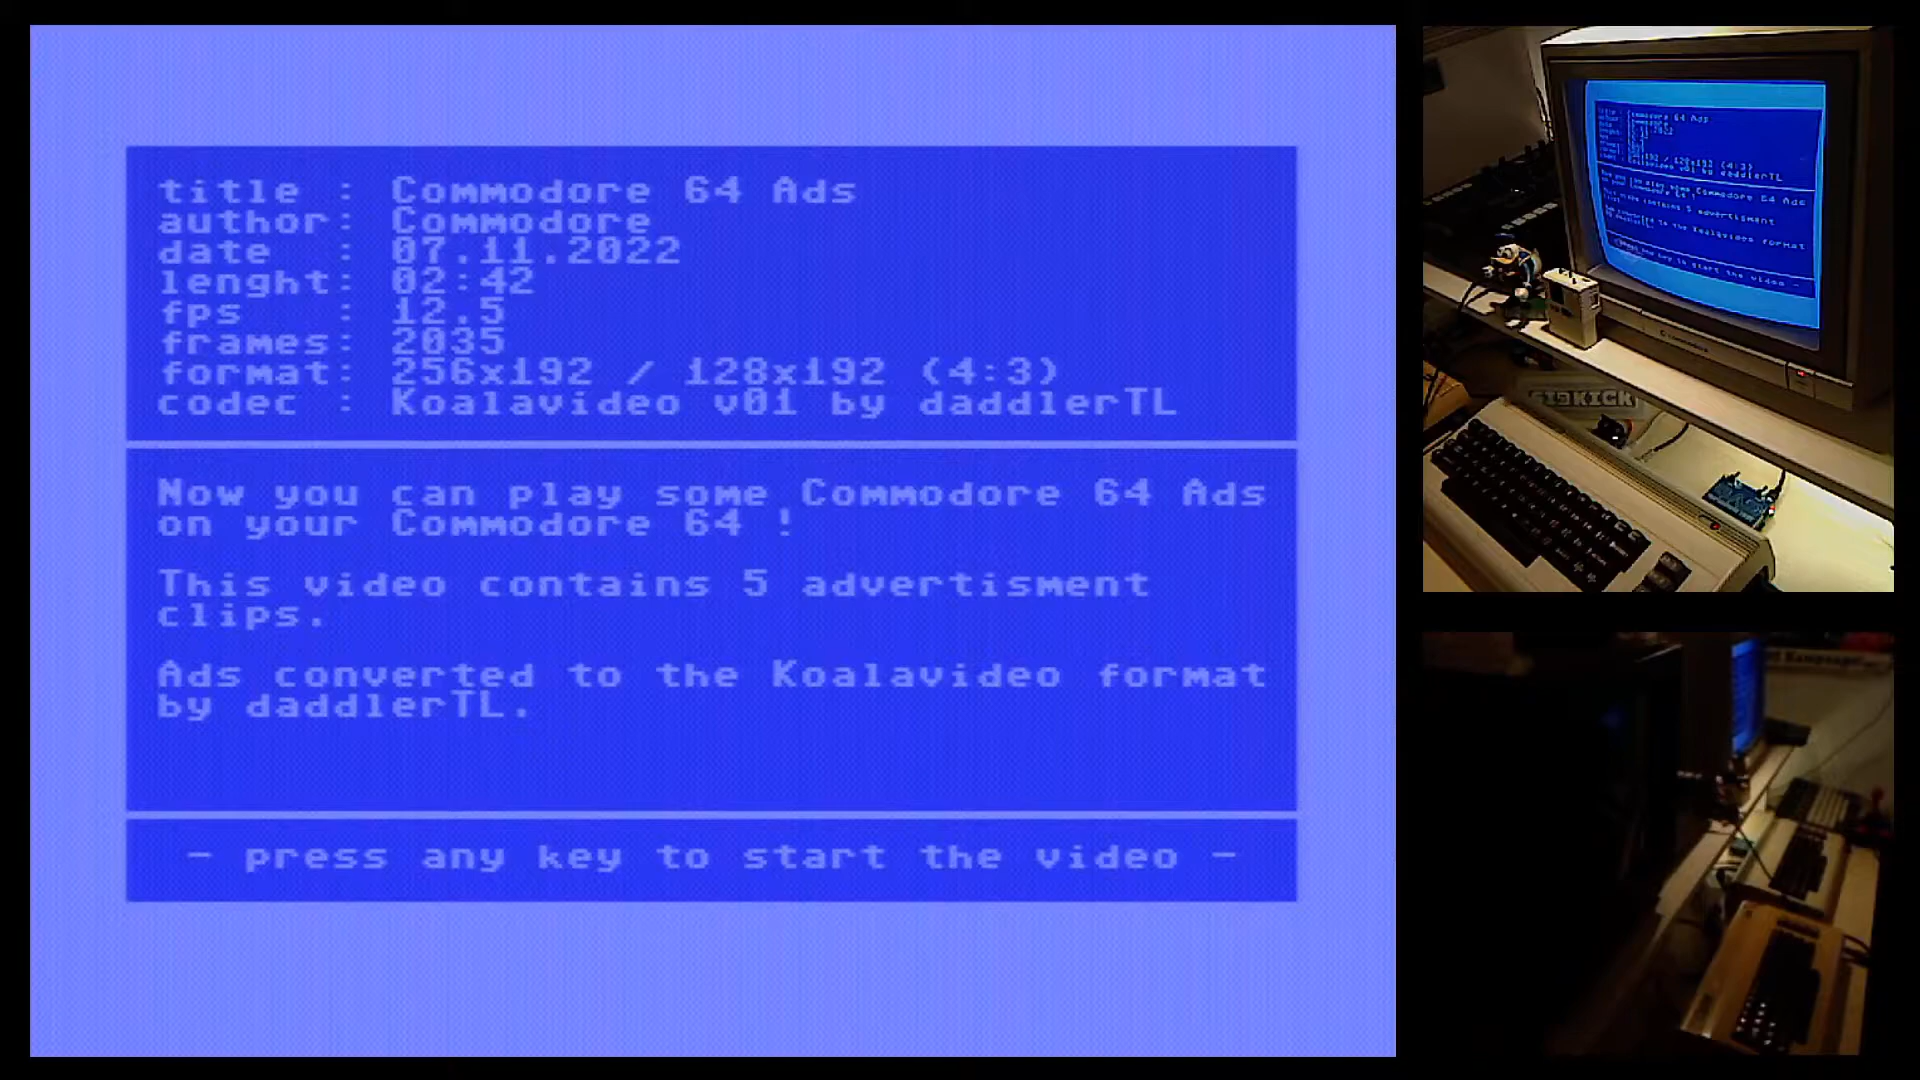 title : Commodore 64 Ads
author: Commodore
date : 07.11.2022
lenght: 02:42
fps : 12.5
frames: 2035
format: 256x192 / 128x192 (4:3)
codec : Koalavideo v01 by daddlerTL
Now you can play some Commodore 64 Ads
on your Commodore 64 !
This video contains 5 advertisment
clips.
Ads converted to the Koalavideo format
by daddlerTL.
- press any key to start the video -
SIDKICK